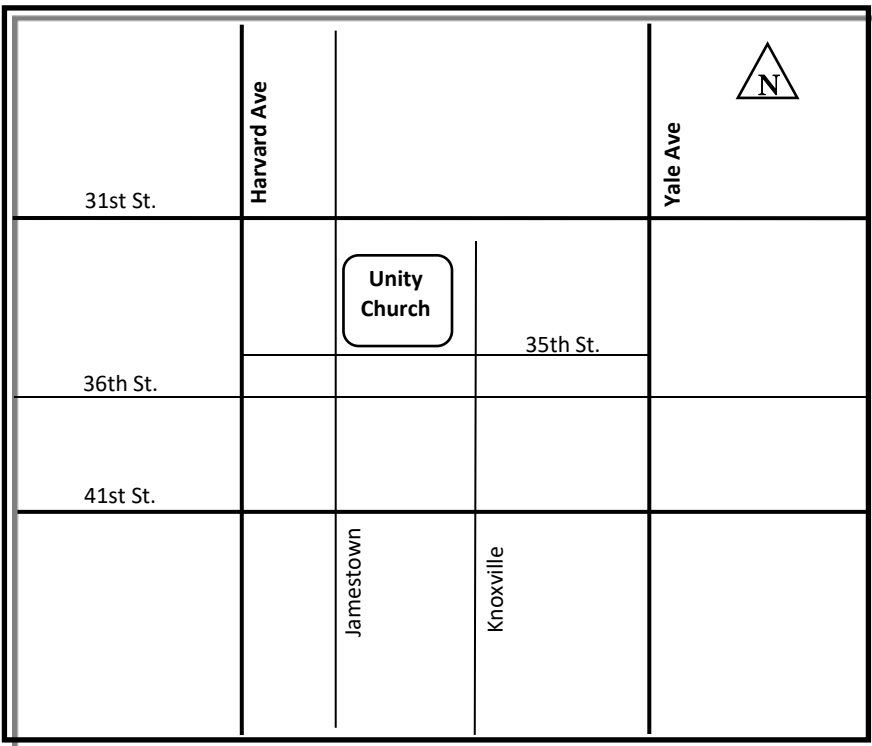 N
Harvard Ave
Yale Ave
31st St.
Unity
Church
35th St.
36th St.
41st St.
Jamestown
Knoxville